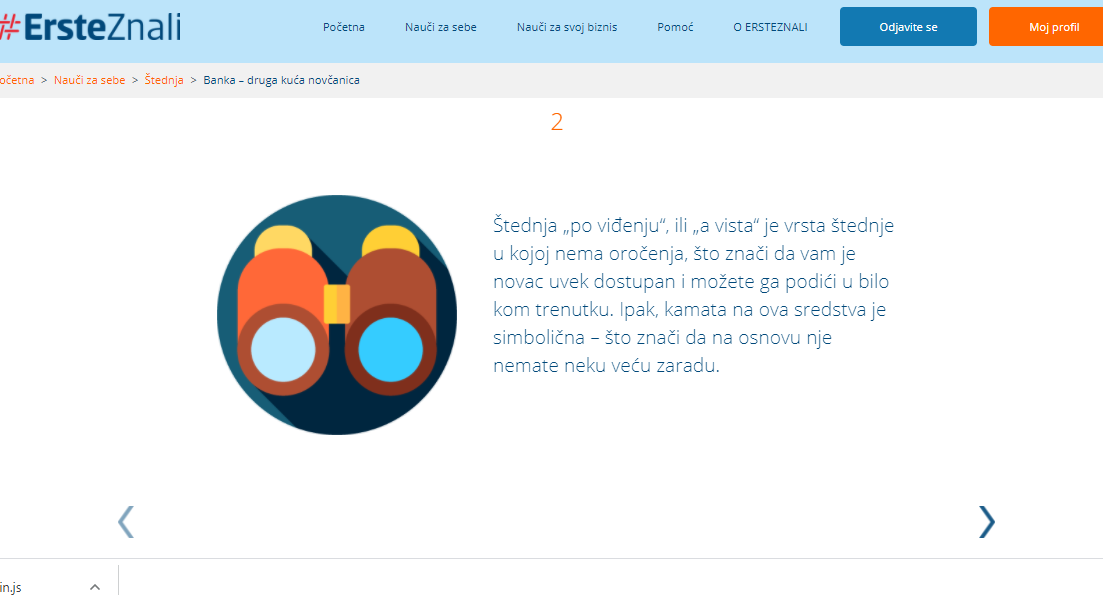 #ErsteZnali
Početna Nauči za sebe Nauči za svoj biznis Pomoć O ERSTEZNALI Odjavite se Moj profil
očetna > Nauči za sebe > Štednja > Banka – druga kuća novčanica
2
Štednja „po viđenju“, ili „a vista“ je vrsta štednje
u kojoj nema oročenja, što znači da vam je
novac uvek dostupan i možete ga podići u bilo
kom trenutku. Ipak, kamata na ova sredstva je
simbolična – što znači da na osnovu nje
nemate neku veću zaradu.
in.js